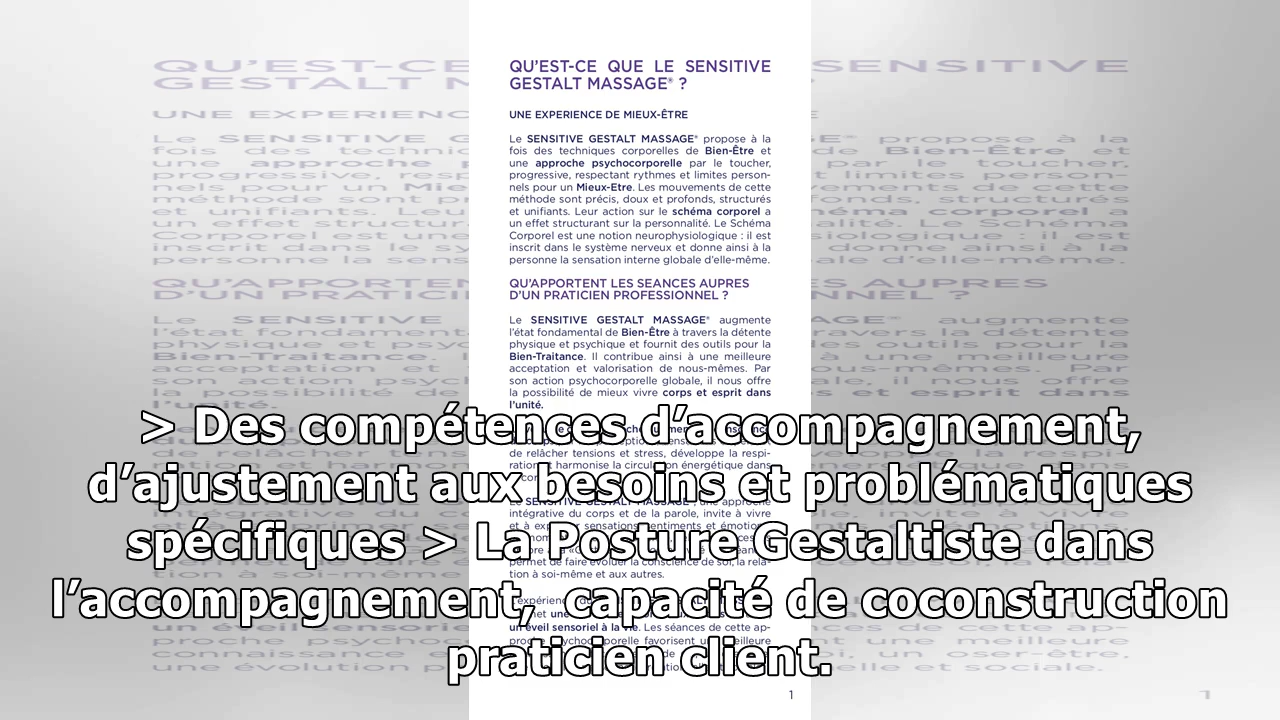 QU'EST-CE QUE LE SENSITIVE
GESTALT MASSAGE® ?
UNE EXPERIENCE DE MIEUX-ÊTRE
Le SENSITIVE GESTALT MASSAGE® propose à la
fois des techniques corporelles de Bien-Être et
une approche psychocorporelle par le toucher,
progressive, respectant rythmes et limites person-
nels pour un Mieux-Etre. Les mouvements de cette
méthode sont précis, doux et profonds, structurés
et unifiants. Leur action sur le schéma corporel a
un effet structurant sur la personnalité. Le Schéma
Corporel est une notion neurophysiologique : il est
inscrit dans le système nerveux et donne ainsi à la
personne la sensation interne globale d'elle-même.
QU'APPORTENT LES SEANCES AUPRES
D'UN PRATICIEN PROFESSIONNEL ?
Le SENSITIVE GESTALT MASSAGE® augmente
l'état fondamental de Bien-Être à travers la détente
physique et psychique et fournit des outils pour la
Bien-Traitance. Il contribue ainsi à une meilleure
acceptation et valorisation de nous-mêmes. Par
son action psychocorporelle globale, il nous offre
la possibilité de mieux vivre corps et esprit dans
l'unité.
de relâcher tensions et stress, développe la respi-
harmonise la circulation énergétique dans
intégrative du corps et de la parole, invite à vivre
sensations, sentiments
permet de faire évoluer la conscience de soi, la rela-
tion à soi-même et aux autres.
un éveil sensoriel à la vie. Les séances de cette ap-
favorisent
> Des compétences d'accompagnement,
d'ajustement aux besoins et problématiques
spécifiques > La Posture Gestaltiste dans
l'accompagnement, capacité de coconstruction
praticien client.
1